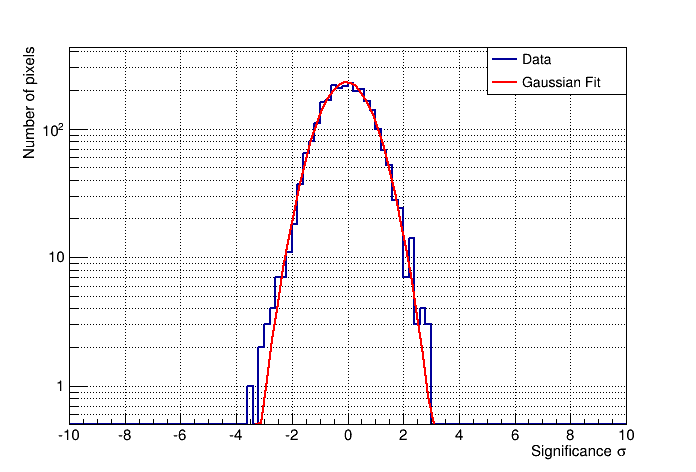 Number of pixels
Data
Gaussian Fit
10²
10
1
-10 -8 -6 -4 -2 0 2 4 6 8 10
Significance σ